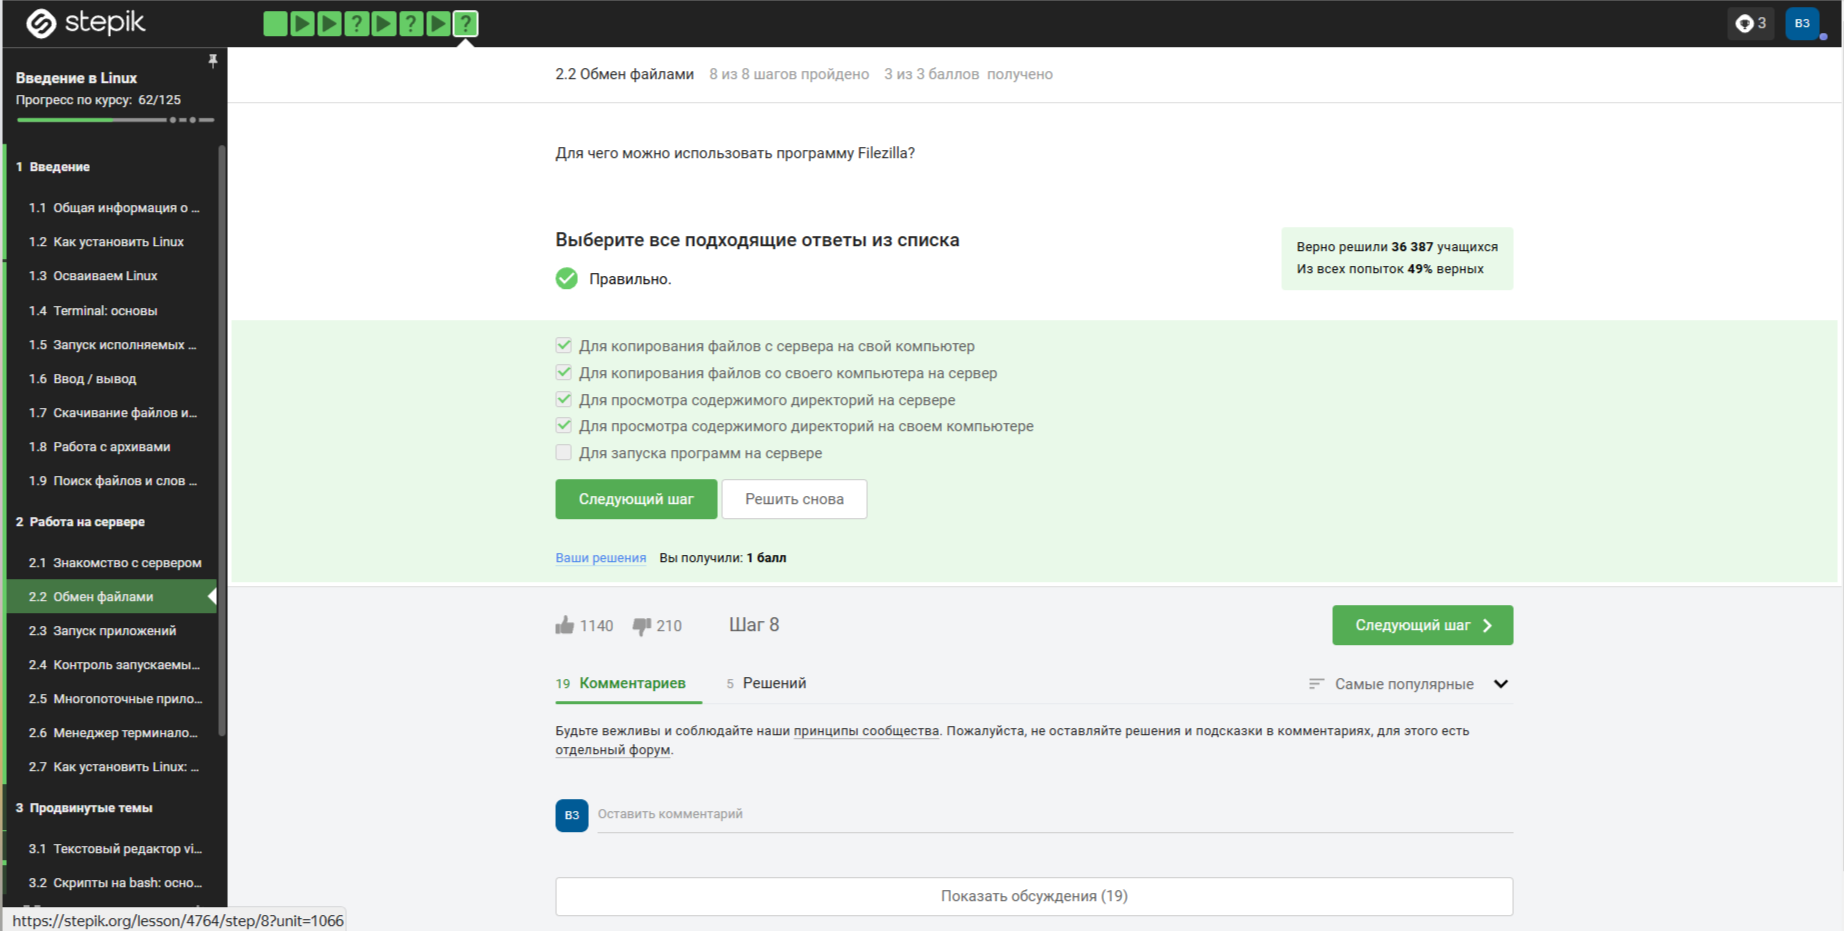 stepik
3
ВЗ
Введение в Linux
Прогресс по курсу: 62/125
1 Введение
1.1 Общая информация о ...
1.2 Как установить Linux
1.3 Осваиваем Linux
1.4 Terminal: основы
1.5 Запуск исполняемых ...
1.6 Ввод / вывод
1.7 Скачивание файлов и...
1.8 Работа с архивами
1.9 Поиск файлов и слов ...
2 Работа на сервере
2.1 Знакомство с сервером
2.2 Обмен файлами
2.3 Запуск приложений
2.4 Контроль запускаемы...
2.5 Многопоточные прило...
2.6 Менеджер терминало...
2.7 Как установить Linux: ...
3 Продвинутые темы
3.1 Текстовый редактор vi...
3.2 Скрипты на bash: осно...
https://stepik.org/lesson/4764/step/8?unit=1066
2.2 Обмен файлами 8 из 8 шагов пройдено 3 из 3 баллов получено
Для чего можно использовать программу Filezilla?
Выберите все подходящие ответы из списка
Правильно.
Верно решили 36 387 учащихся
Из всех попыток 49% верных
Для копирования файлов с сервера на свой компьютер
Для копирования файлов со своего компьютера на сервер
Для просмотра содержимого директорий на сервере
Для просмотра содержимого директорий на своем компьютере
Для запуска программ на сервере
Следующий шаг Решить снова
Ваши решения Вы получили: 1 балл
1140 210 Шаг 8 Следующий шаг
19 Комментариев 5 Решений Самые популярные
Будьте вежливы и соблюдайте наши принципы сообщества. Пожалуйста, не оставляйте решения и подсказки в комментариях, для этого есть
отдельный форум.
ВЗ Оставить комментарий
Показать обсуждения (19)